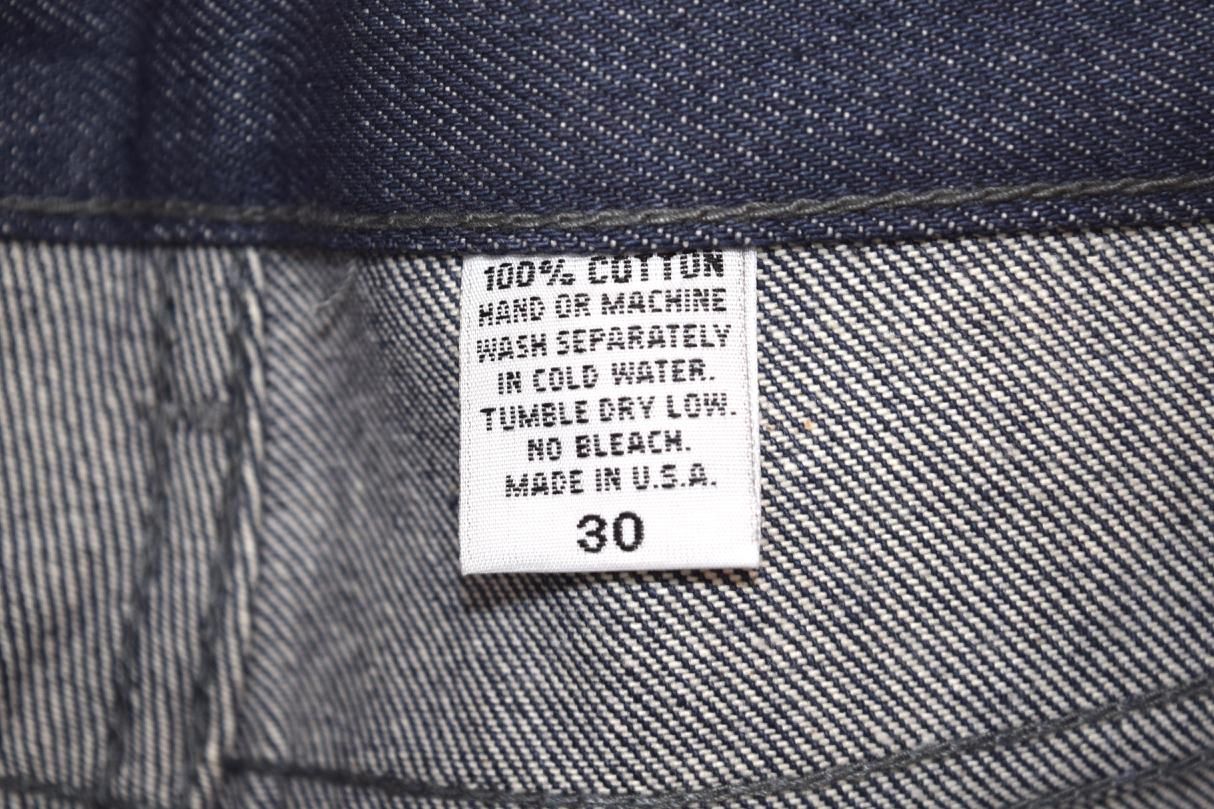 100% COTTON
HAND OR MACHINE
WASH SEPARATELY
IN COLD WATER.
TUMBLE DRY LOW.
NO BLEACH.
MADE IN U.S.A.
30